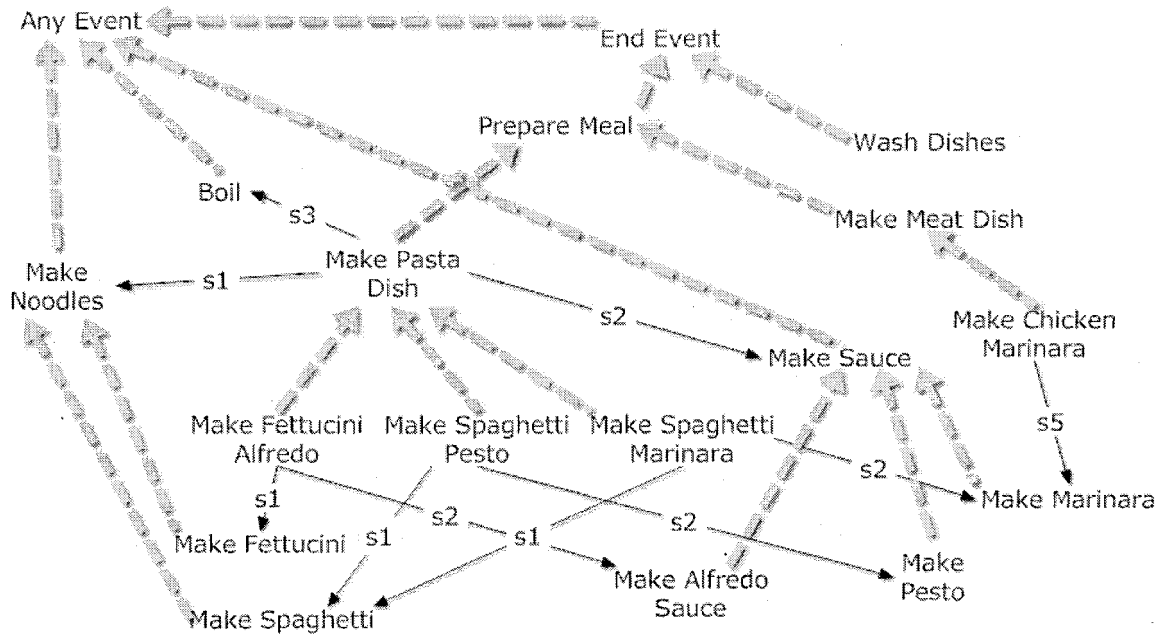 Any Event
End Event
Prepare Meal
Wash Dishes
Boil
s3
Make Meat Dish
Make Pasta
Dish
Make
Noodles
s1
s2
Make Chicken
Marinara
Make Sauce
Make Fettucini
Alfredo
Make Spaghetti
Pesto
Make Spaghetti
Marinara
s5
s2
Make Marinara
s1
s2
s1
s2
s1
Make Fettucini
Make Alfredo
Sauce
Make
Pesto
Make Spaghetti